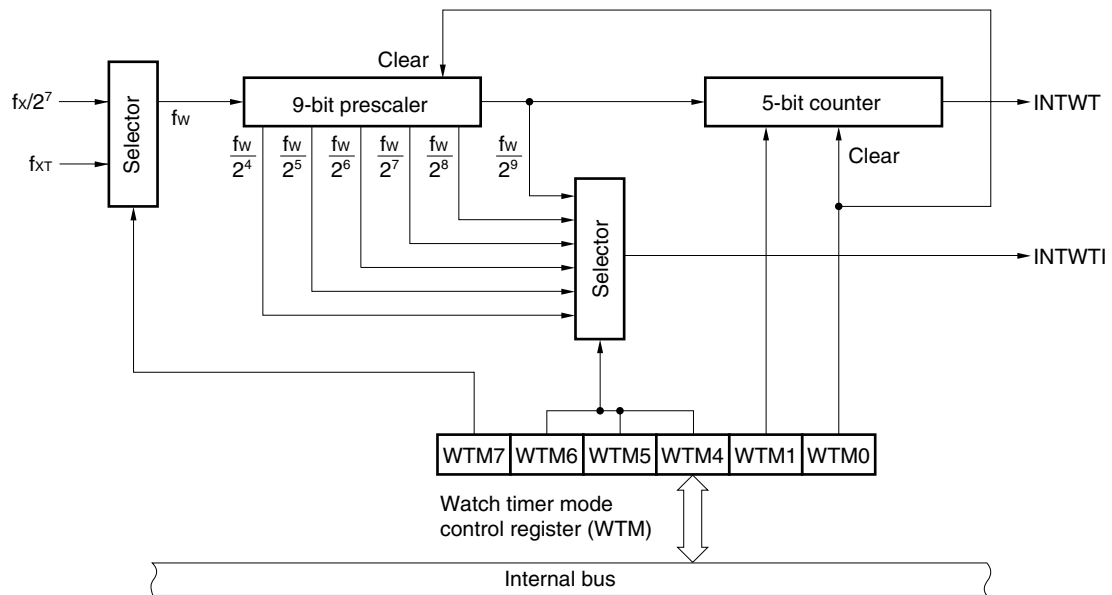 Clear
fX/2⁷
fXT
Selector
fW
9-bit prescaler
5-bit counter
INTWT
fW/2⁴
fW/2⁵
fW/2⁶
fW/2⁷
fW/2⁸
fW/2⁹
Clear
Selector
INTWTI
WTM7 WTM6 WTM5 WTM4 WTM1 WTM0
Watch timer mode
control register (WTM)
Internal bus